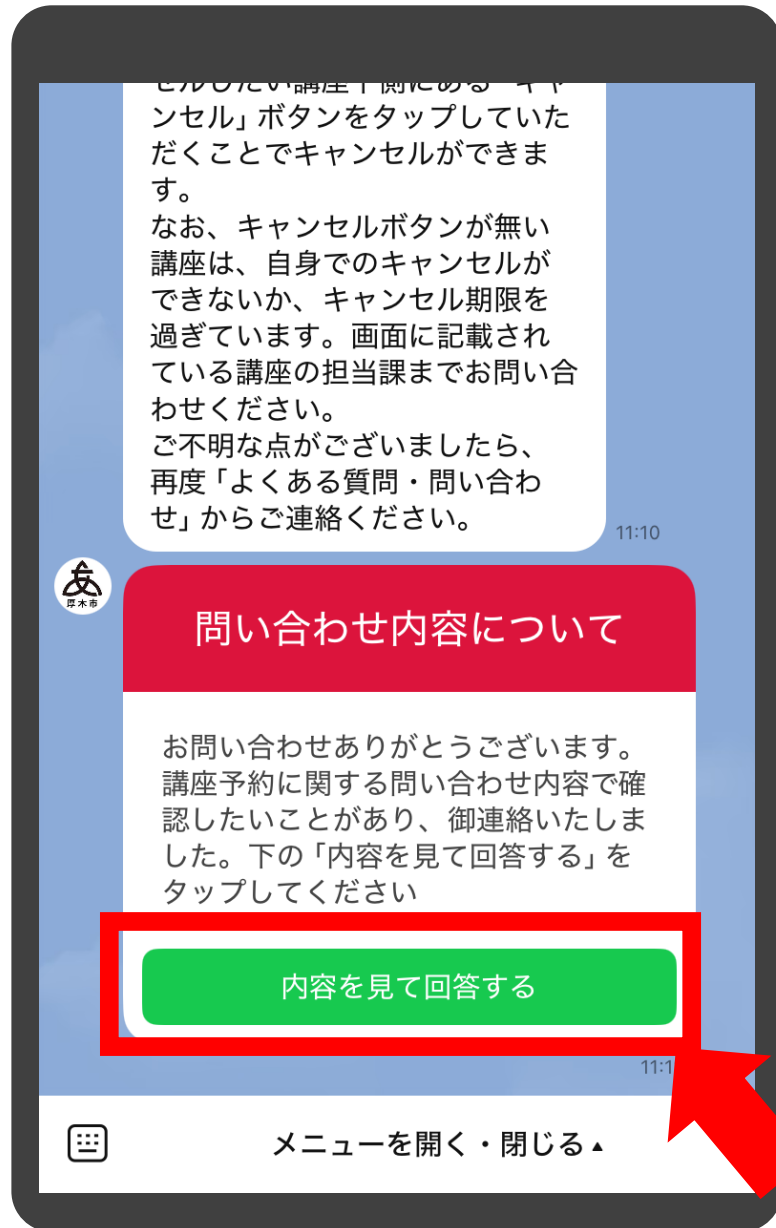 ンセル」ボタンをタップしていた
だくことでキャンセルができま
す。
なお、キャンセルボタンが無い
講座は、自身でのキャンセルが
できないか、キャンセル期限を
過ぎています。画面に記載され
ている講座の担当課までお問い合
わせください。
ご不明な点がございましたら、
再度「よくある質問・問い合わ
せ」からご連絡ください。
11:10
厚木市
問い合わせ内容について
お問い合わせありがとうございます。
講座予約に関する問い合わせ内容で確
認したいことがあり、御連絡いたしま
した。下の「内容を見て回答する」を
タップしてください
内容を見て回答する
メニューを開く・閉じる▲